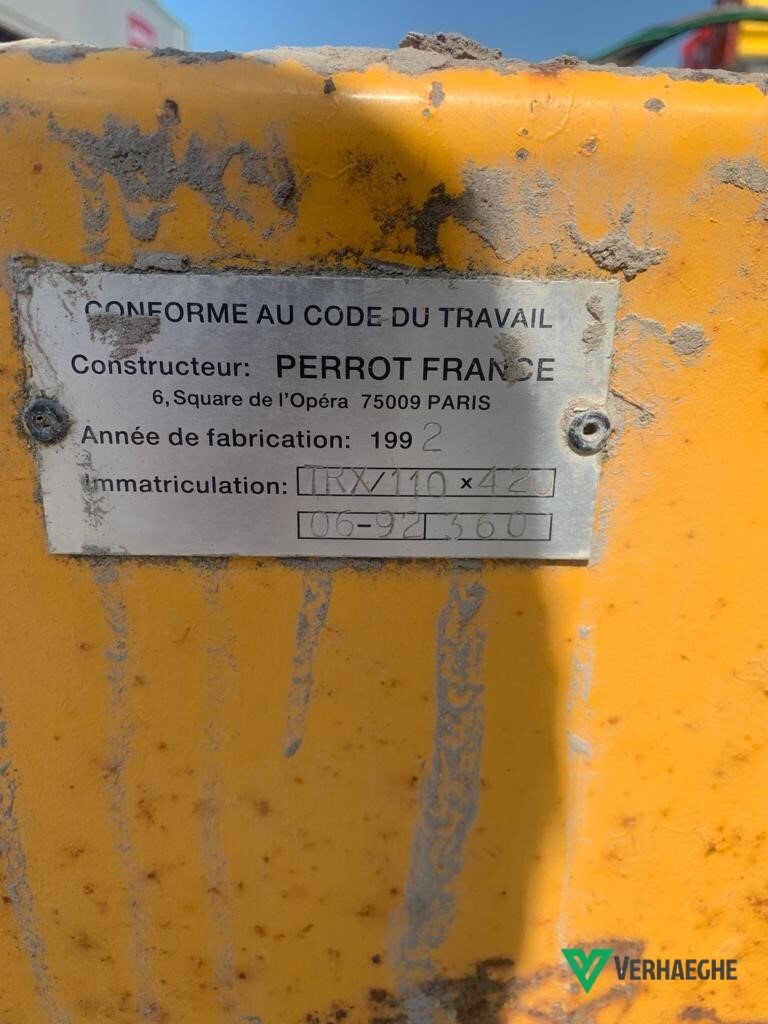 CONFORME AU CODE DU TRAVAIL
Constructeur: PERROT FRANCE
6, Square de l'Opéra 75009 PARIS
Année de fabrication: 1992
Immatriculation: TRX/110 x 420
06-92 360
VERHAEGHE